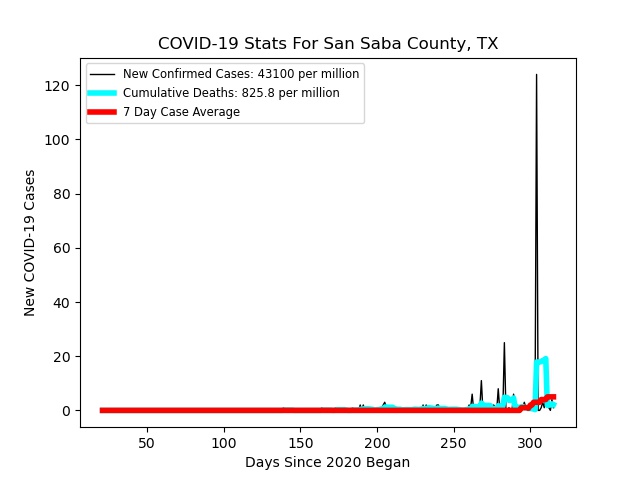 COVID-19 Stats For San Saba County, TX
New Confirmed Cases: 43100 per million
Cumulative Deaths: 825.8 per million
7 Day Case Average
New COVID-19 Cases
120
100
80
60
40
20
0
50 100 150 200 250 300
Days Since 2020 Began